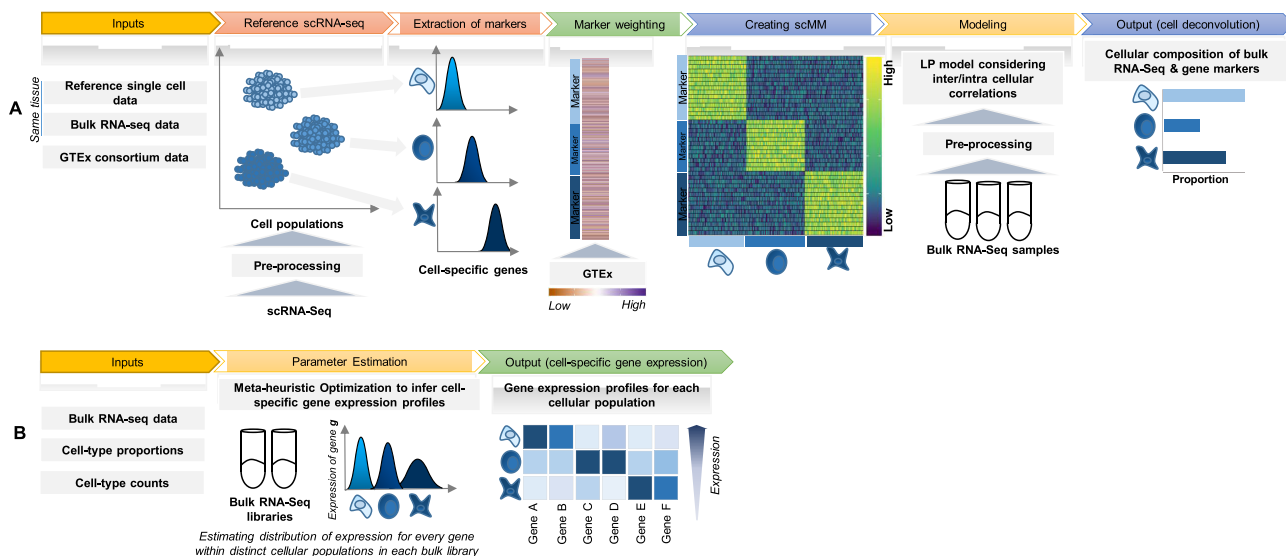 Inputs
Reference scRNA-seq
Extraction of markers
Marker weighting
Creating scMM
Modeling
Output (cell deconvolution)
A
Same tissue
Reference single cell
data
Bulk RNA-seq data
GTEx consortium data
Cell populations
Pre-processing
scRNA-Seq
Cell-specific genes
Marker
Marker
Marker
GTEx
Low
High
Marker
Marker
Marker
High
Low
LP model considering
inter/intra cellular
correlations
Pre-processing
Bulk RNA-Seq samples
Cellular composition of bulk
RNA-Seq & gene markers
Proportion
Inputs
Parameter Estimation
Output (cell-specific gene expression)
B
Bulk RNA-seq data
Cell-type proportions
Cell-type counts
Meta-heuristic Optimization to infer cell-
specific gene expression profiles
Bulk RNA-Seq
libraries
Expression of gene g
Estimating distribution of expression for every gene
within distinct cellular populations in each bulk library
Gene expression profiles for each
cellular population
Gene A
Gene B
Gene C
Gene D
Gene E
Gene F
Expression